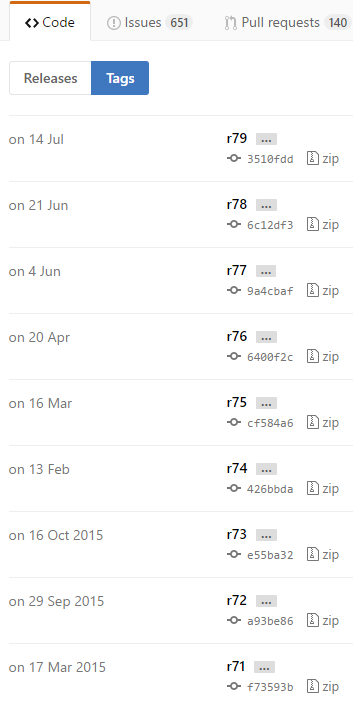 <> Code Issues 651 Pull requests 140
Releases Tags
on 14 Jul r79 ...
3510fdd zip
on 21 Jun r78 ...
6c12df3 zip
on 4 Jun r77 ...
9a4cbaf zip
on 20 Apr r76 ...
6400f2c zip
on 16 Mar r75 ...
cf584a6 zip
on 13 Feb r74 ...
426bbda zip
on 16 Oct 2015 r73 ...
e55ba32 zip
on 29 Sep 2015 r72 ...
a93be86 zip
on 17 Mar 2015 r71 ...
f73593b zip